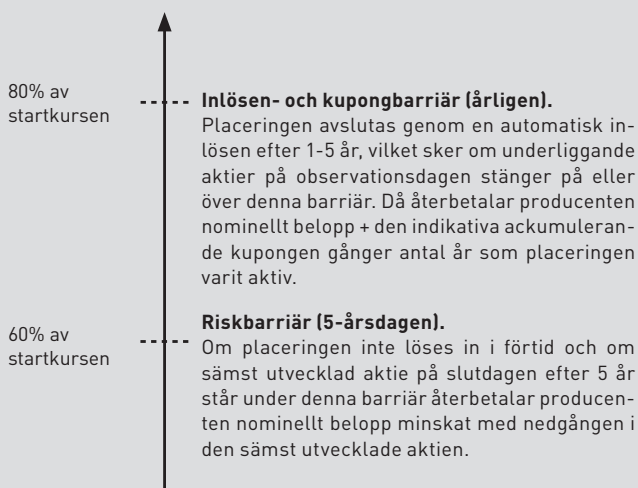 80% av
startkursen
Inlösen- och kupongbarriär (årligen).
Placeringen avslutas genom en automatisk in-
lösen efter 1-5 år, vilket sker om underliggande
aktier på observationsdagen stänger på eller
över denna barriär. Då återbetalar producenten
nominellt belopp + den indikativa ackumuleran-
de kupongen gånger antal år som placeringen
varit aktiv.
60% av
startkursen
Riskbarriär (5-årsdagen).
Om placeringen inte löses in i förtid och om
sämst utvecklad aktie på slutdagen efter 5 år
står under denna barriär återbetalar producen-
ten nominellt belopp minskat med nedgången i
den sämst utvecklade aktien.